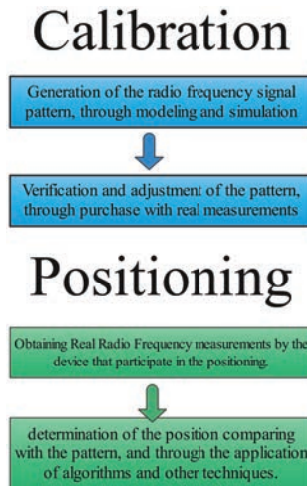 Calibration
Generation of the radio frequency signal
pattern, through modeling and simulation
Verification and adjustment of the pattern,
through purchase with real measurements
Positioning
Obtaining Real Radio Frequency measurements by the
device that participate in the positioning.
determination of the position comparing
with the pattern, and through the application
of algorithms and other techniques.